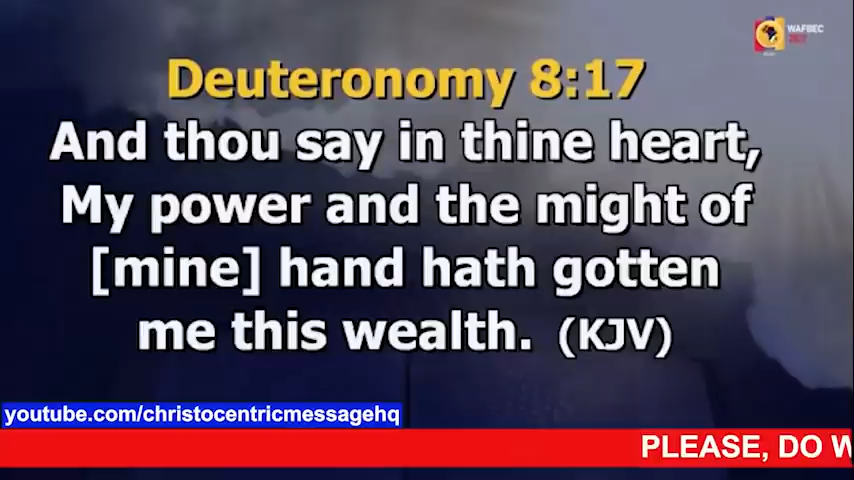 WAFBEC
Deuteronomy 8:17
And thou say in thine heart,
My power and the might of
[mine] hand hath gotten
me this wealth. (KJV)
youtube.com/christocentricmessagehq
PLEASE, DO